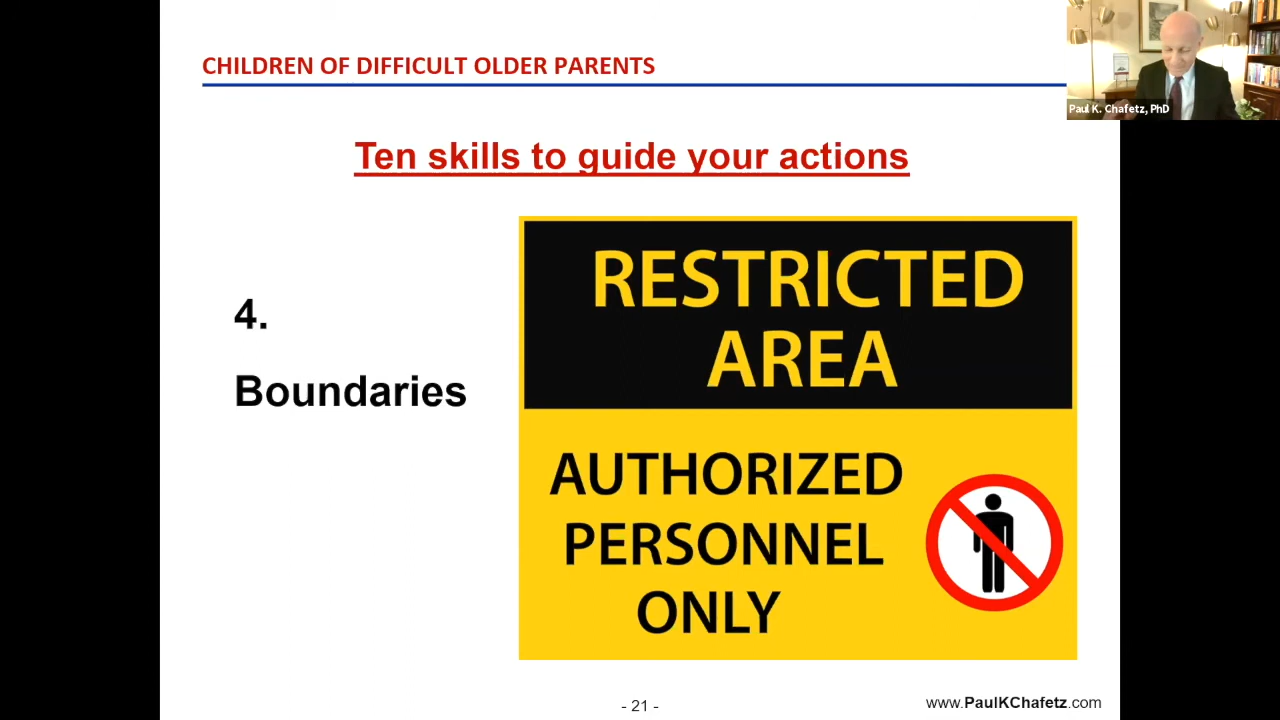 CHILDREN OF DIFFICULT OLDER PARENTS
Paul K. Chafetz, PhD
Ten skills to guide your actions
4.
Boundaries
RESTRICTED
AREA
AUTHORIZED
PERSONNEL
ONLY
- 21 -
www.PaulKChafetz.com